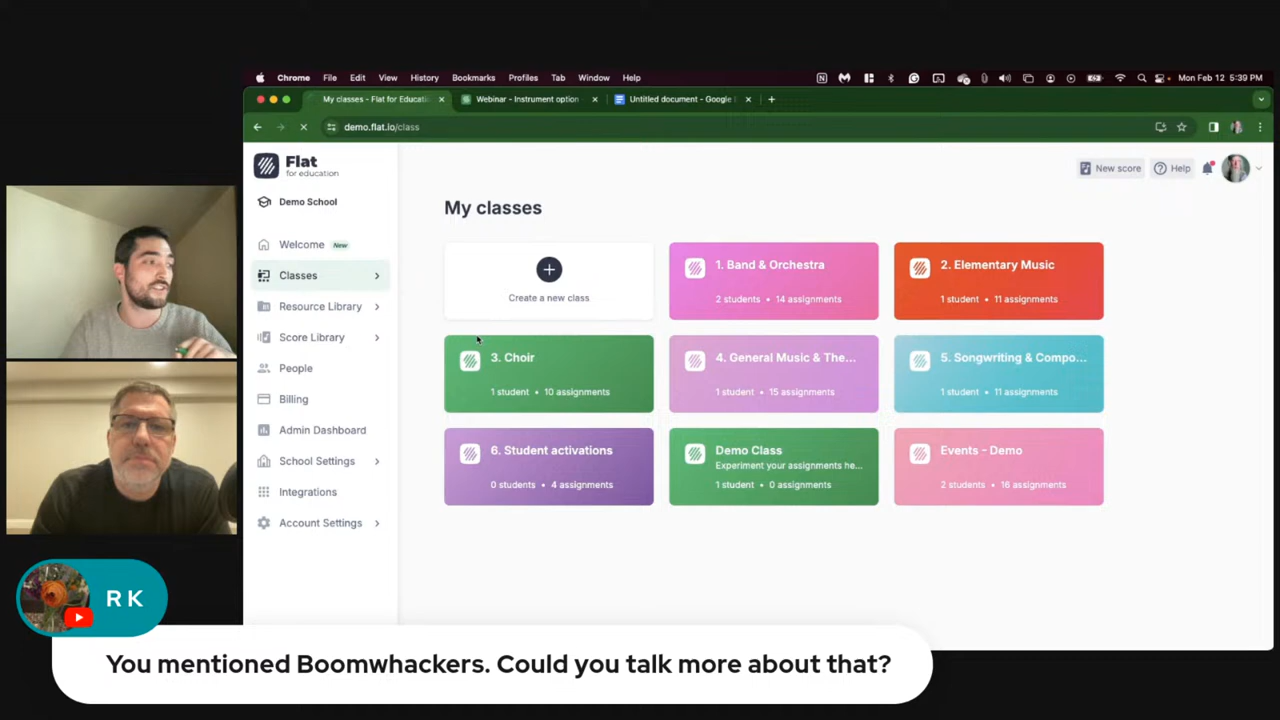 Chrome File Edit View History Bookmarks Profiles Tab Window Help
Mon Feb 12 5:39 PM
My classes - Flat for Educati
Webinar - Instrument option
Untitled document - Google
demo.flat.io/class
Flat
for education
New score
Help
Demo School
Welcome New
Classes
Resource Library
Score Library
People
Billing
Admin Dashboard
School Settings
Integrations
Account Settings
My classes
Create a new class
1. Band & Orchestra
2 students • 14 assignments
2. Elementary Music
1 student • 11 assignments
3. Choir
1 student • 10 assignments
4. General Music & The...
1 student • 15 assignments
5. Songwriting & Compo...
1 student • 11 assignments
6. Student activations
0 students • 4 assignments
Demo Class
Experiment your assignments he...
1 student • 0 assignments
Events - Demo
2 students • 16 assignments
R K
You mentioned Boomwhackers. Could you talk more about that?